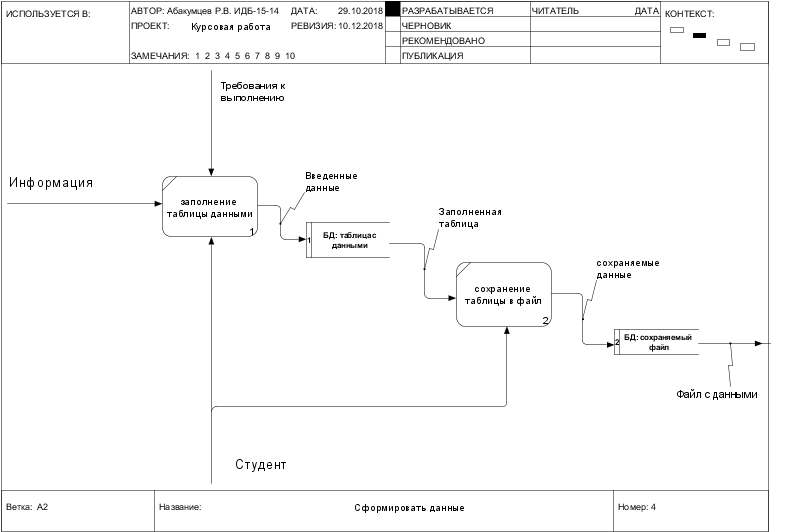 ИСПОЛЬЗУЕТСЯ В:
АВТОР: Абакумцев Р.В. ИДБ-15-14 ДАТА: 29.10.2018
ПРОЕКТ: Курсовая работа РЕВИЗИЯ: 10.12.2018
ЗАМЕЧАНИЯ: 1 2 3 4 5 6 7 8 9 10
РАЗРАБАТЫВАЕТСЯ
ЧЕРНОВИК
РЕКОМЕНДОВАНО
ПУБЛИКАЦИЯ
ЧИТАТЕЛЬ ДАТА
КОНТЕКСТ:
Требования к
выполнению
Информация
заполнение
таблицы данными
1
Введенные
данные
1
БД: таблица с
данными
Заполненная
таблица
сохранение
таблицы в файл
2
сохраняемые
данные
2
БД: сохраняемый
файл
Файл с данными
Студент
Ветка: A2
Название: Сформировать данные
Номер: 4